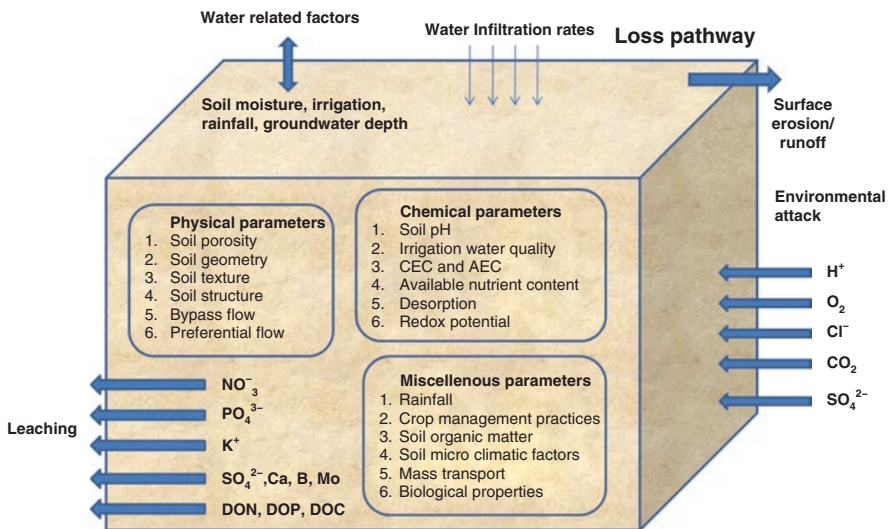 Water related factors
Water Infiltration rates
Loss pathway
Soil moisture, irrigation,
rainfall, groundwater depth
Surface
erosion/
runoff
Environmental
attack
Physical parameters
1. Soil porosity
2. Soil geometry
3. Soil texture
4. Soil structure
5. Bypass flow
6. Preferential flow
Chemical parameters
1. Soil pH
2. Irrigation water quality
3. CEC and AEC
4. Available nutrient content
5. Desorption
6. Redox potential
H⁺
O₂
Cl⁻
CO₂
SO₄²⁻
Miscellenous parameters
1. Rainfall
2. Crop management practices
3. Soil organic matter
4. Soil micro climatic factors
5. Mass transport
6. Biological properties
Leaching
NO⁻₃
PO₄³⁻
K⁺
SO₄²⁻,Ca, B, Mo
DON, DOP, DOC